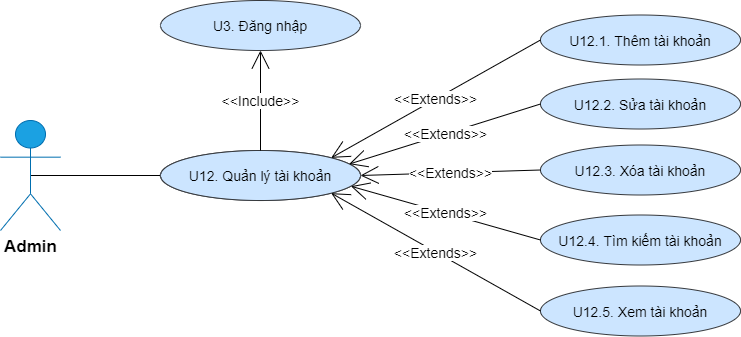 U3. Đăng nhập
U12.1. Thêm tài khoản
<<Include>>
<<Extends>>
U12.2. Sửa tài khoản
<<Extends>>
U12. Quản lý tài khoản
<<Extends>>
U12.3. Xóa tài khoản
<<Extends>>
U12.4. Tìm kiếm tài khoản
Admin
<<Extends>>
U12.5. Xem tài khoản